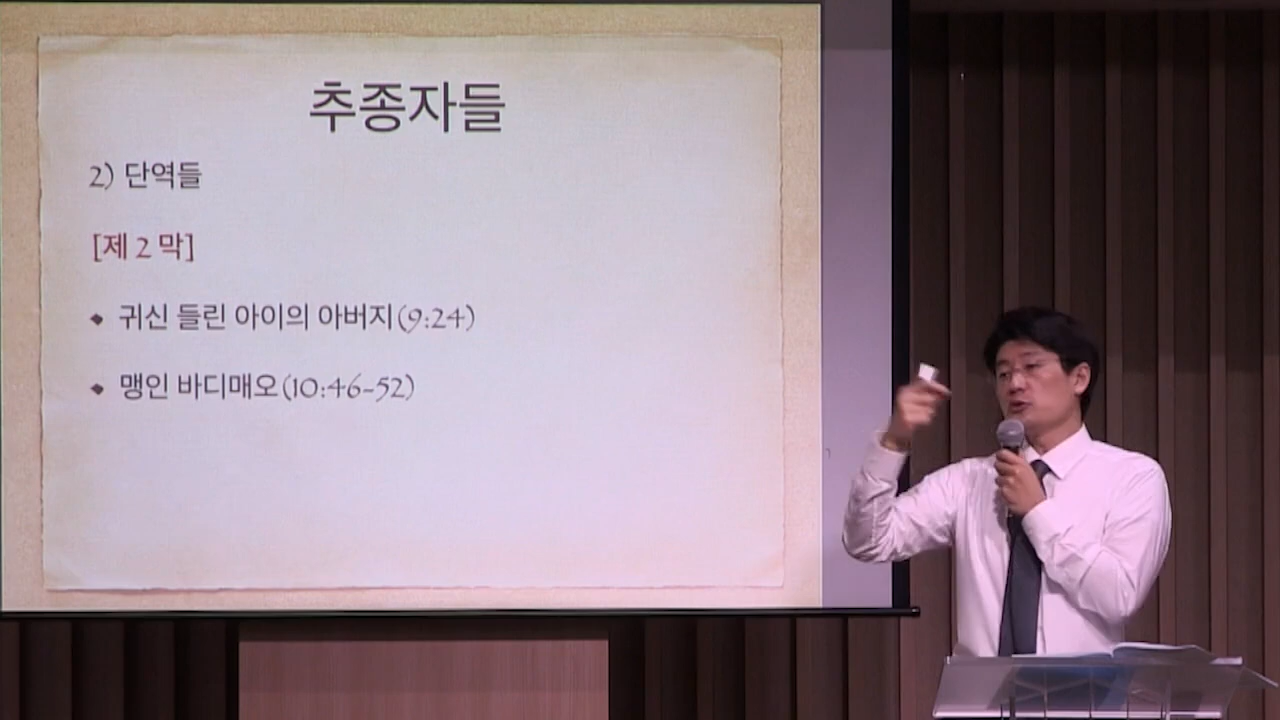 추종자들
2) 단역들
[제 2 막]
귀신 들린 아이의 아버지(9:24)
맹인 바디매오(10:46-52)